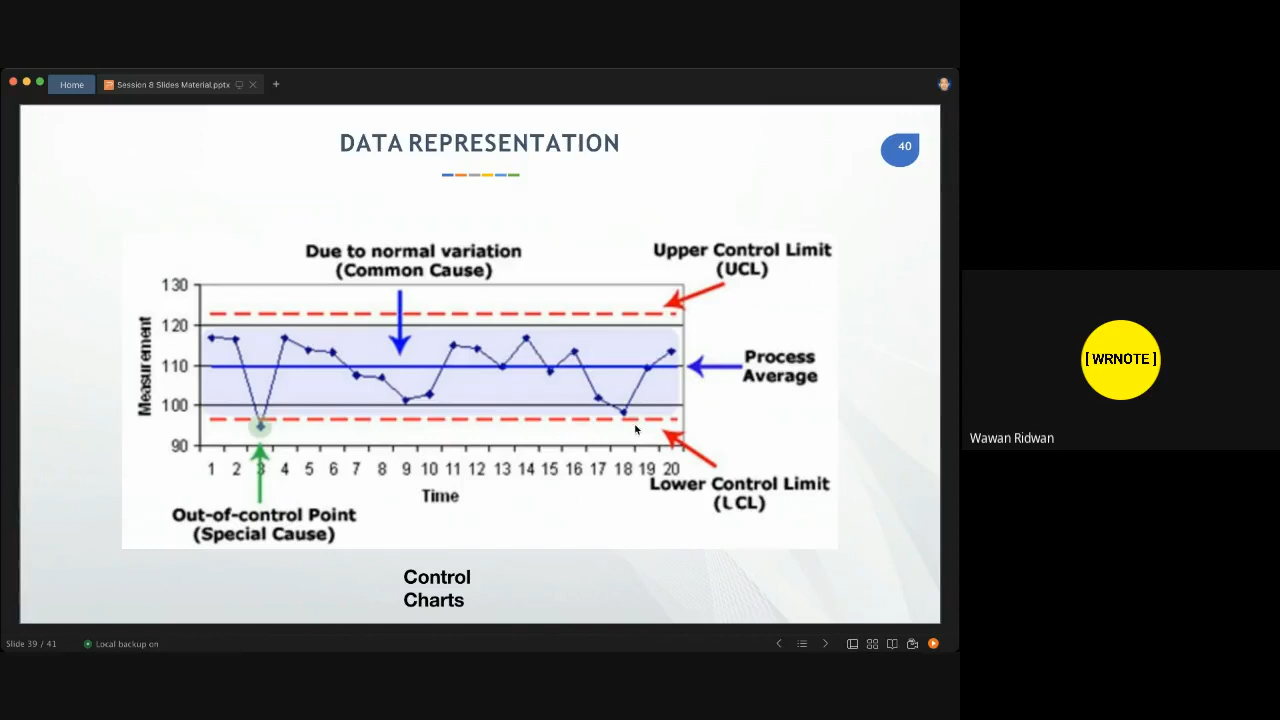 Home
Session 8 Slides Material.pptx
DATA REPRESENTATION
40
Due to normal variation
(Common Cause)
Upper Control Limit
(UCL)
130
120
110
100
90
Measurement
Process
Average
1 2 3 4 5 6 7 8 9 10 11 12 13 14 15 16 17 18 19 20
Time
Lower Control Limit
(LCL)
Out-of-control Point
(Special Cause)
Control
Charts
Slide 39 / 41
Local backup on
[ WRNOTE ]
Wawan Ridwan